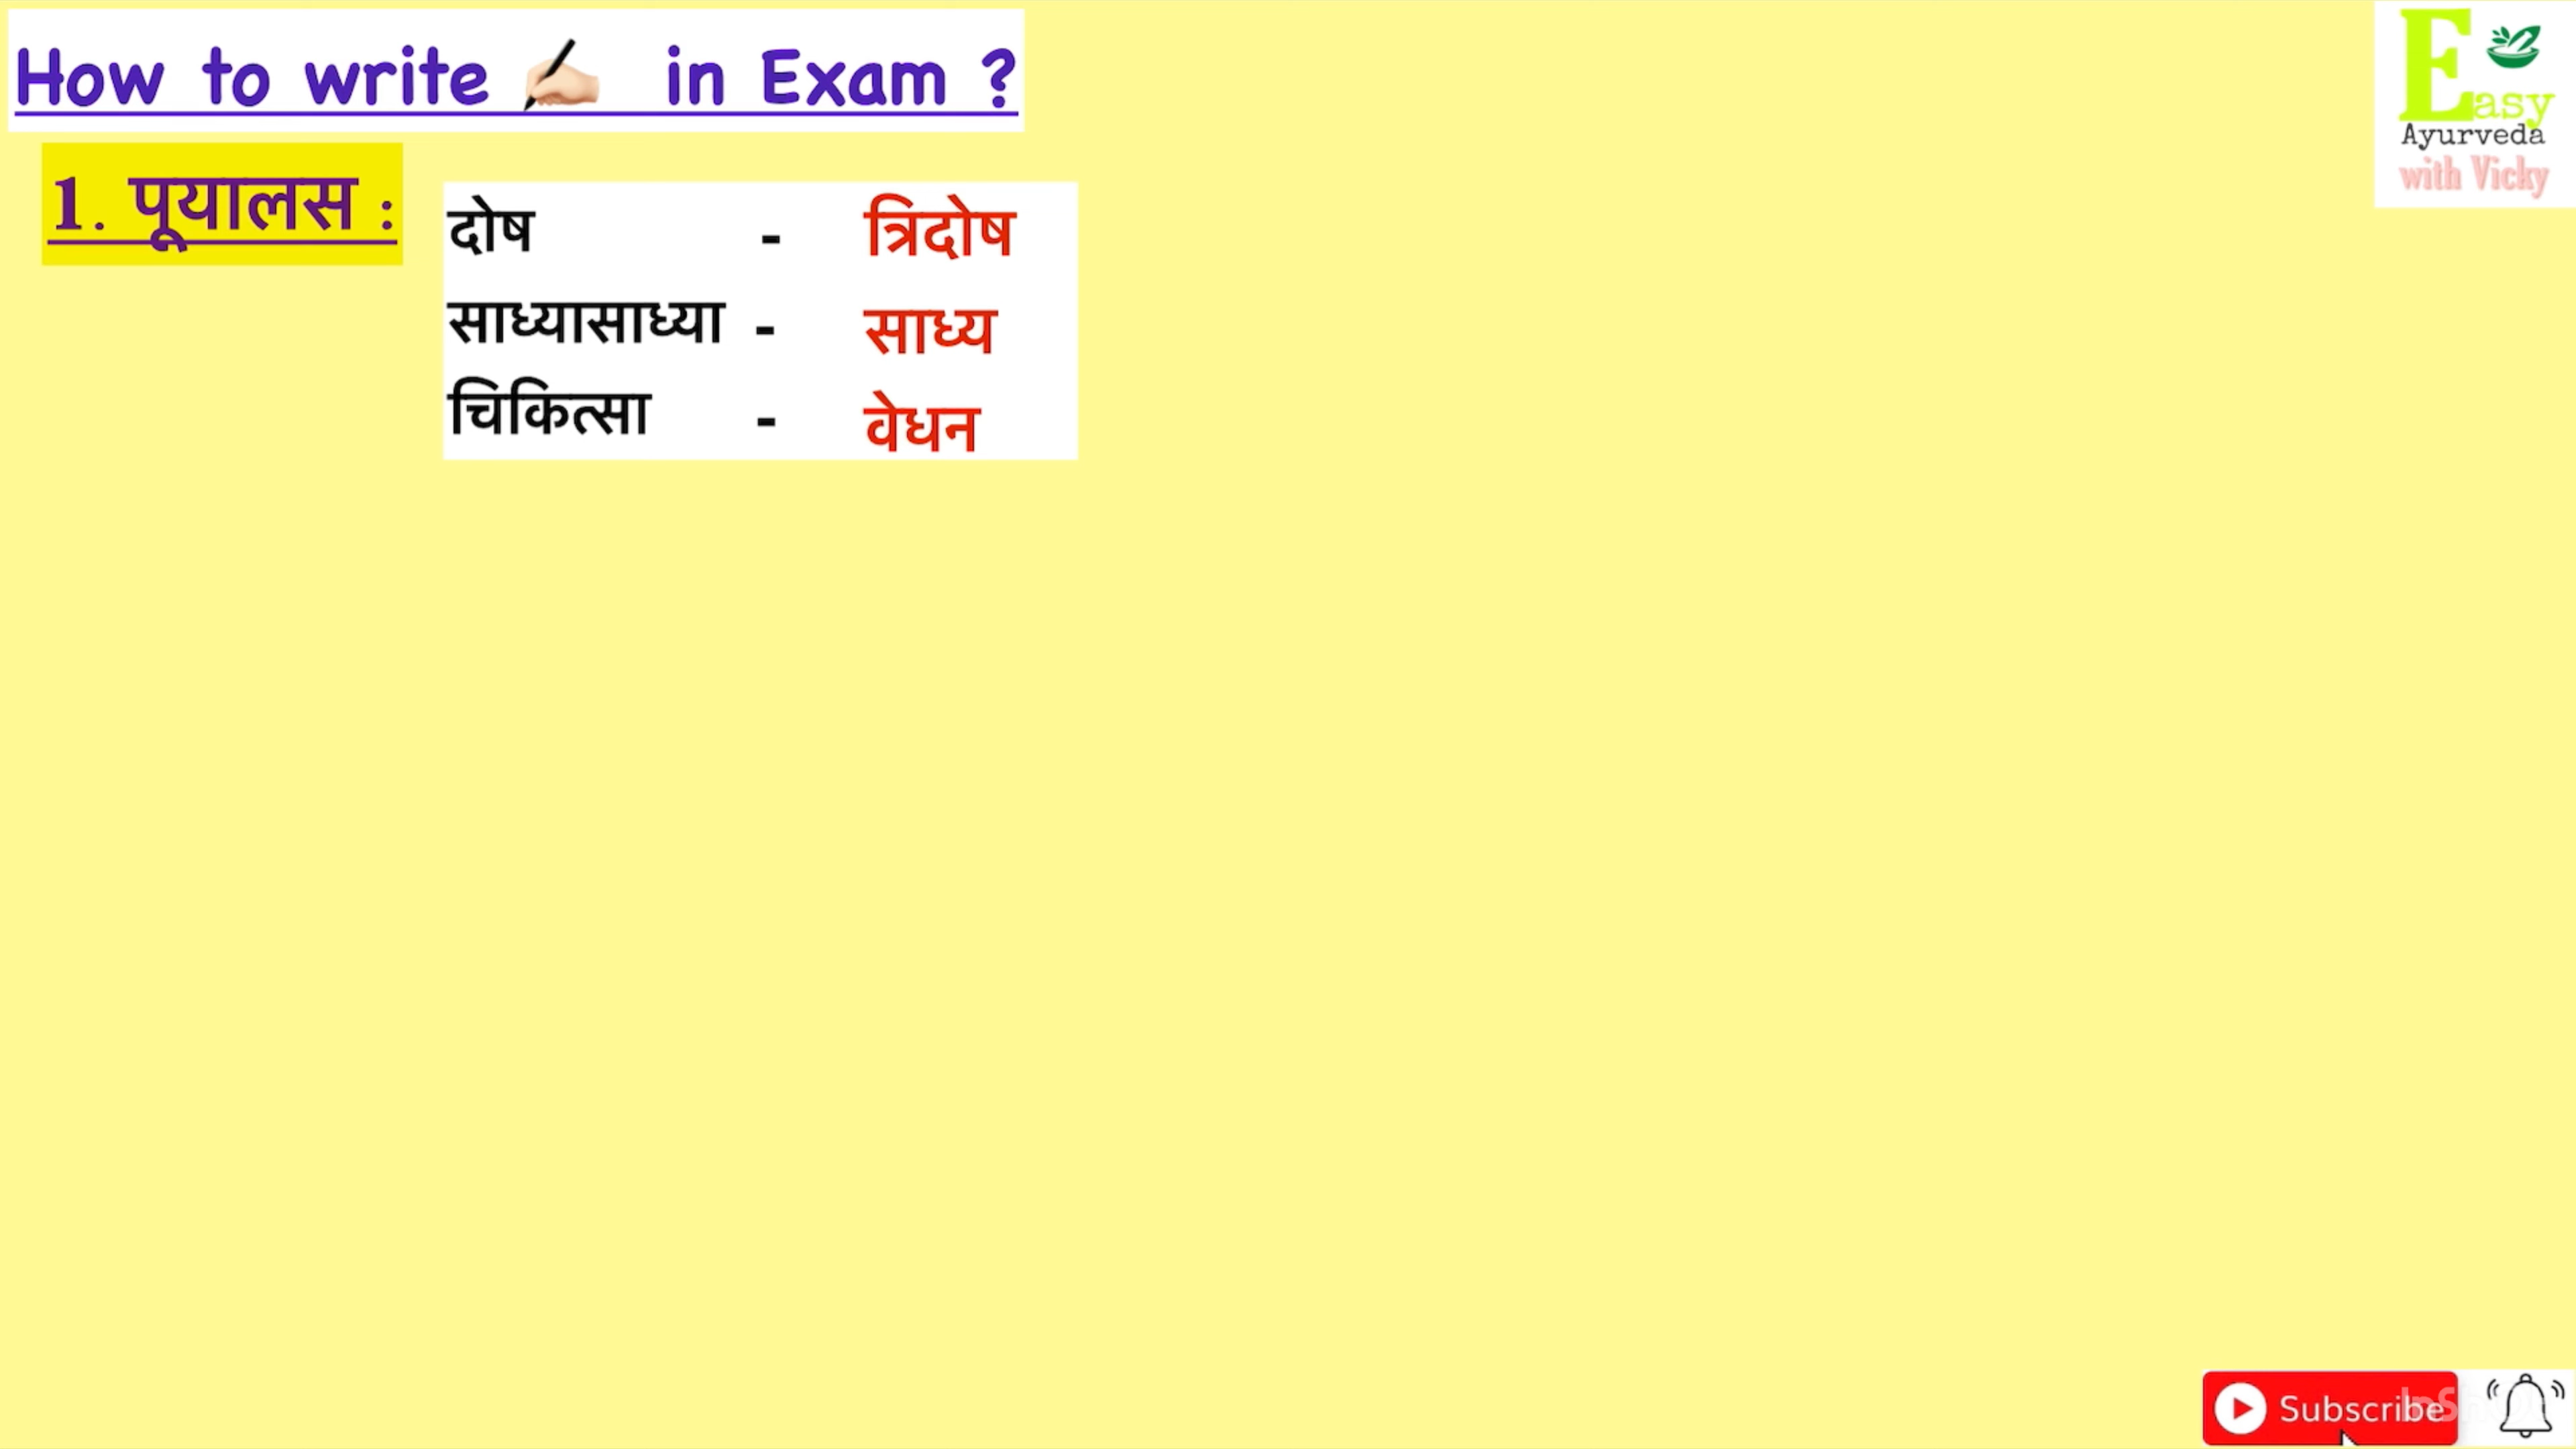 How to write ✍🏻 in Exam ?
Easy
Ayurveda
with Vicky
1. पूयालस :
दोष - त्रिदोष
साध्यासाध्या - साध्य
चिकित्सा - वेधन
Subscribe